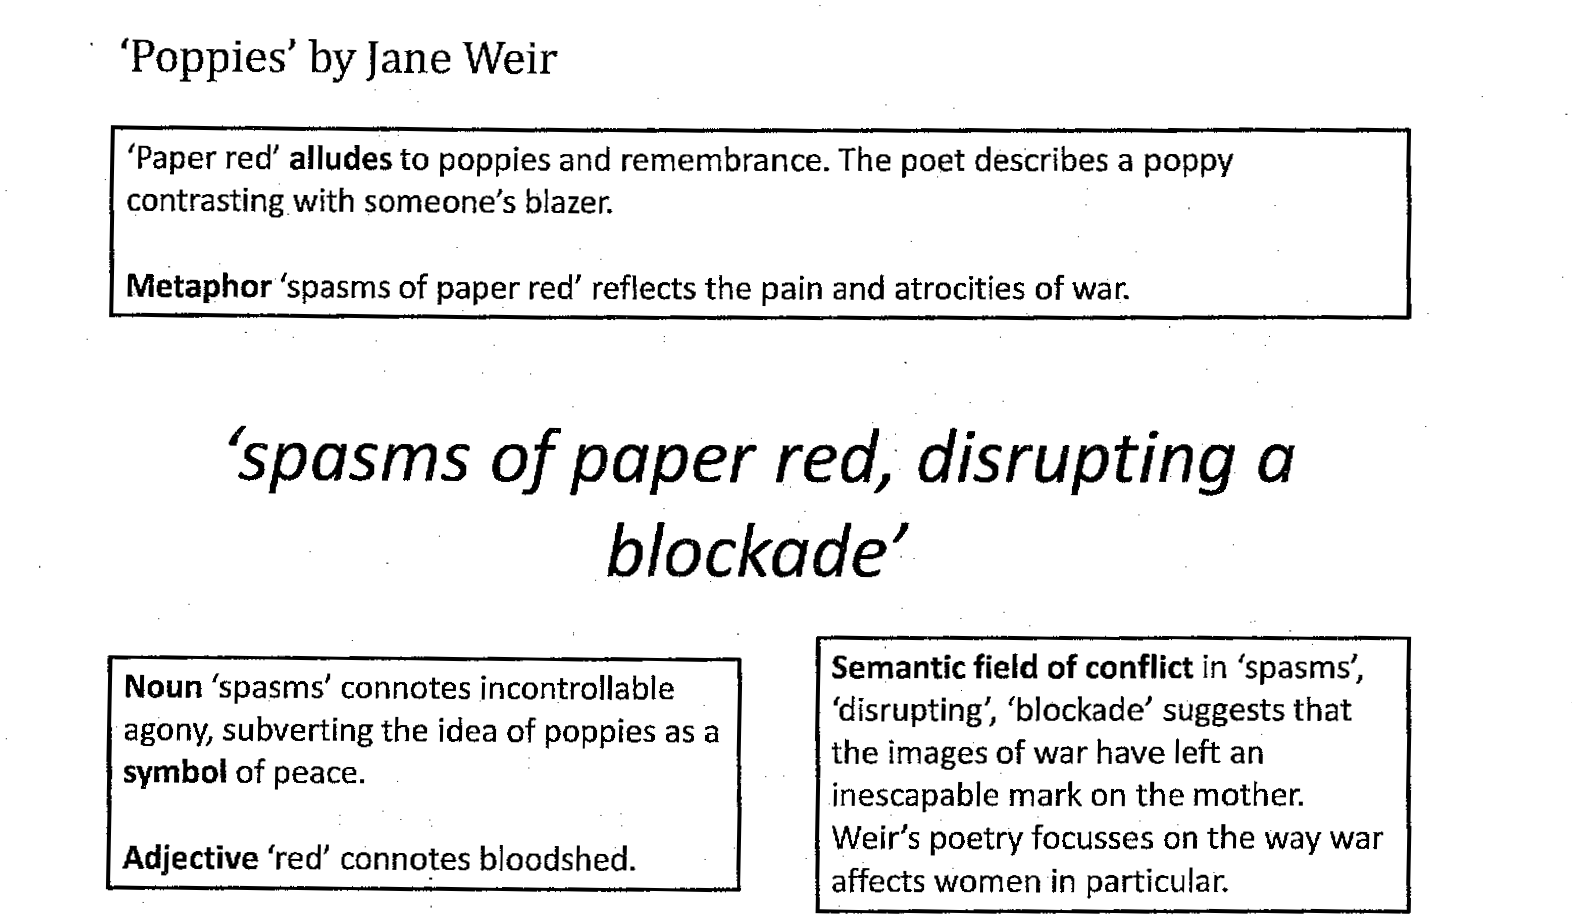 ‘Poppies’ by Jane Weir
‘Paper red’ alludes to poppies and remembrance. The poet describes a poppy
contrasting with someone’s blazer.
Metaphor ‘spasms of paper red’ reflects the pain and atrocities of war.
‘spasms of paper red, disrupting a
blockade’
Noun ‘spasms’ connotes incontrollable
agony, subverting the idea of poppies as a
symbol of peace.
Adjective ‘red’ connotes bloodshed.
Semantic field of conflict in ‘spasms’,
‘disrupting’, ‘blockade’ suggests that
the images of war have left an
inescapable mark on the mother.
Weir’s poetry focusses on the way war
affects women in particular.